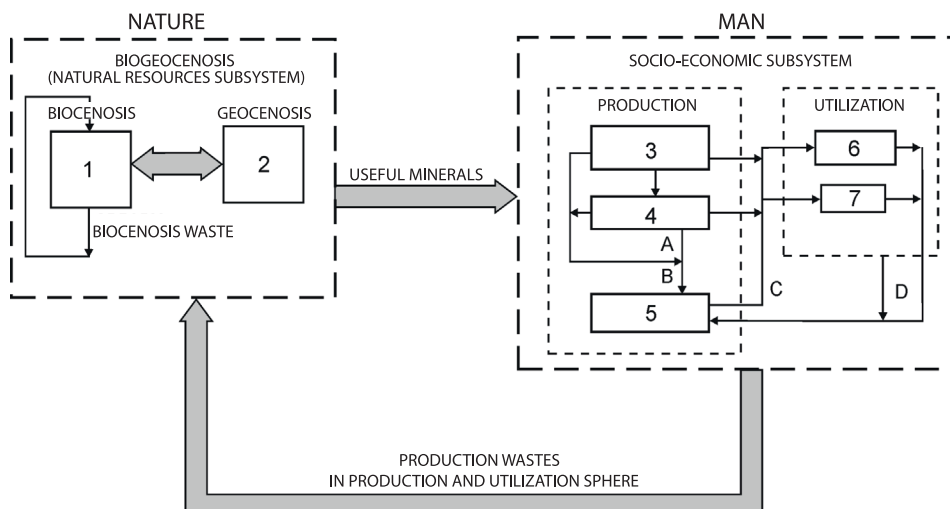 NATURE
BIOGEOCENOSIS
(NATURAL RESOURCES SUBSYSTEM)
BIOCENOSIS
GEOCENOSIS
1
2
BIOCENOSIS WASTE
USEFUL MINERALS
MAN
SOCIO-ECONOMIC SUBSYSTEM
PRODUCTION
UTILIZATION
3
6
4
7
A
B
C
D
5
PRODUCTION WASTES
IN PRODUCTION AND UTILIZATION SPHERE